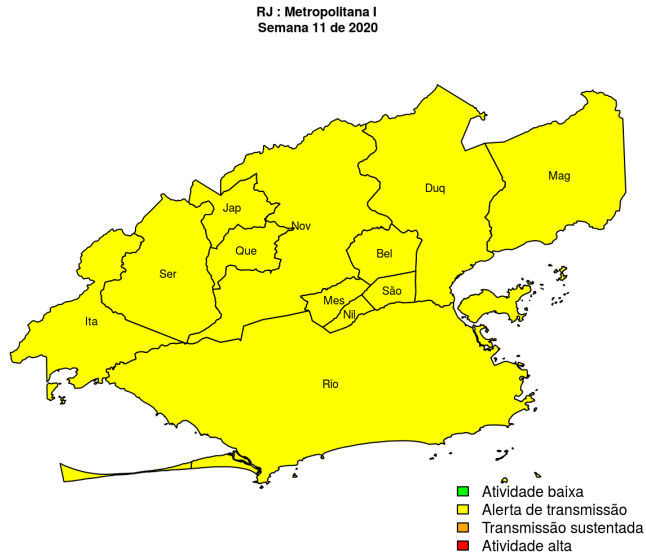 RJ : Metropolitana I
Semana 11 de 2020
Mag
Duq
Jap
Nov
Que
Bel
Ser
São
Mes
Nil
Ita
Rio
Atividade baixa
Alerta de transmissão
Transmissão sustentada
Atividade alta